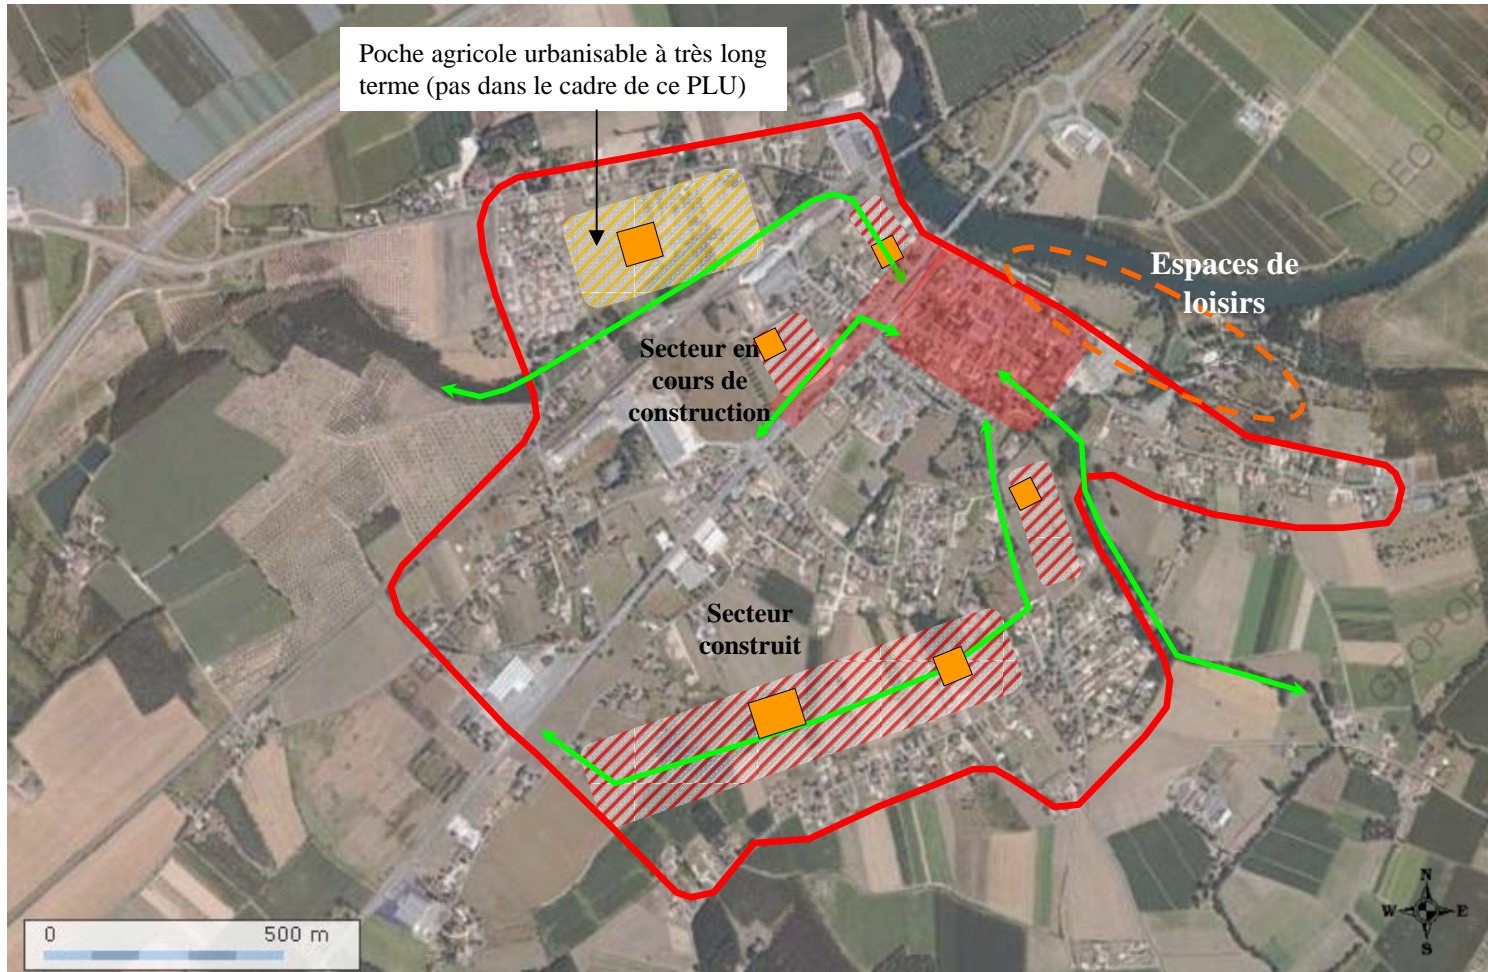 Poche agricole urbanisable à très long
terme (pas dans le cadre de ce PLU)
Espaces de
loisirs
Secteur en
cours de
construction
Secteur
construit
0 500 m
N
W E
S